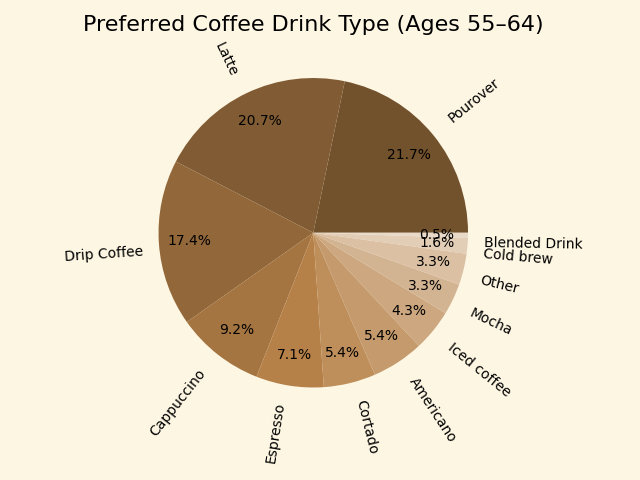 Preferred Coffee Drink Type (Ages 55–64)
Pourover
21.7%
Latte
20.7%
Drip Coffee
17.4%
Cappuccino
9.2%
Espresso
7.1%
Cortado
5.4%
Americano
5.4%
Iced coffee
4.3%
Mocha
3.3%
Other
3.3%
Cold brew
1.6%
Blended Drink
0.5%